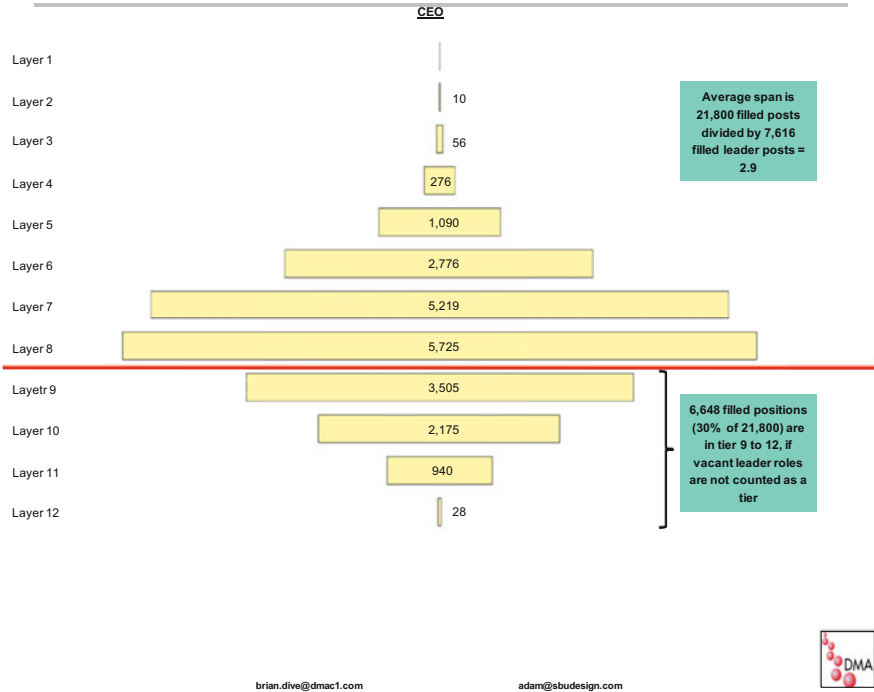 CEO
Layer 1
Layer 2
10
Layer 3
56
Layer 4
276
Layer 5
1,090
Layer 6
2,776
Layer 7
5,219
Layer 8
5,725
Layetr 9
3,505
Layer 10
2,175
Layer 11
940
Layer 12
28
Average span is
21,800 filled posts
divided by 7,616
filled leader posts =
2.9
6,648 filled positions
(30% of 21,800) are
in tier 9 to 12, if
vacant leader roles
are not counted as a
tier
brian.dive@dmac1.com
adam@sbudesign.com
DMA